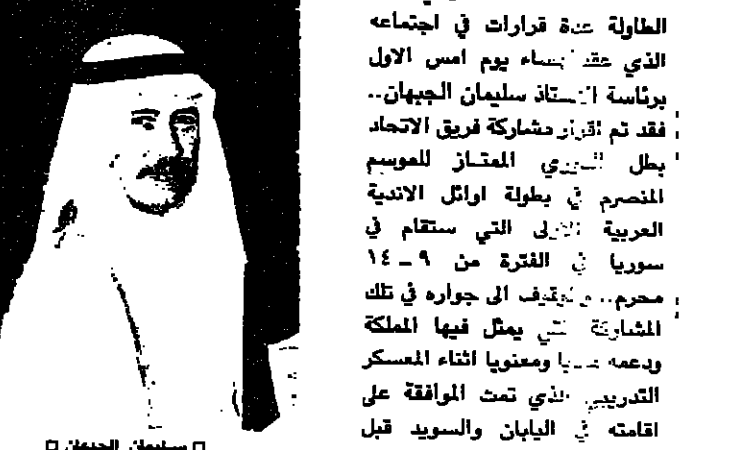 الطاولة عدة قرارات في اجتماعه
الذي عقد مساء يوم امس الاول
برئاسة الاستاذ سليمان الجبهان..
فقد تم اقرار مشاركة فريق الاتحاد
بطل الدوري الممتاز للموسم
المنصرم في بطولة اوائل الاندية
العربية الاولى التي ستقام في
سوريا في الفترة من ٩ ـ ١٤
محرم.. والوقوف الى جواره في تلك
المشاركة التي يمثل فيها المملكة
ودعمه ومعنويا اثناء المعسكر
التدريبي الذي تمت الموافقة على
اقامته في اليابان والسويد قبل
□ سليمان الجبهان □